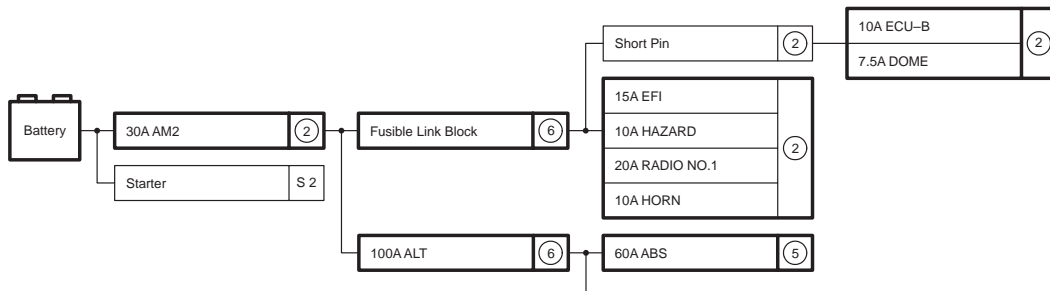 Short Pin 2
10A ECU–B
7.5A DOME
2
Battery
30A AM2 2
Fusible Link Block 6
15A EFI
10A HAZARD
20A RADIO NO.1
10A HORN
2
Starter S 2
100A ALT 6
60A ABS 5